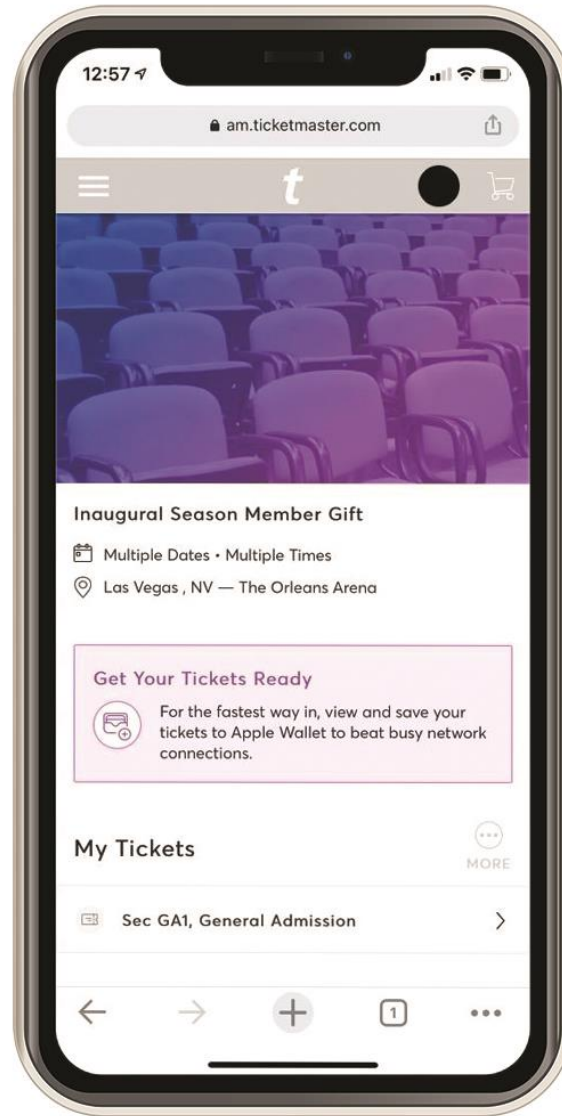 12:57
am.ticketmaster.com
t
Inaugural Season Member Gift
Multiple Dates • Multiple Times
Las Vegas , NV — The Orleans Arena
Get Your Tickets Ready
For the fastest way in, view and save your
tickets to Apple Wallet to beat busy network
connections.
My Tickets
MORE
Sec GA1, General Admission
1